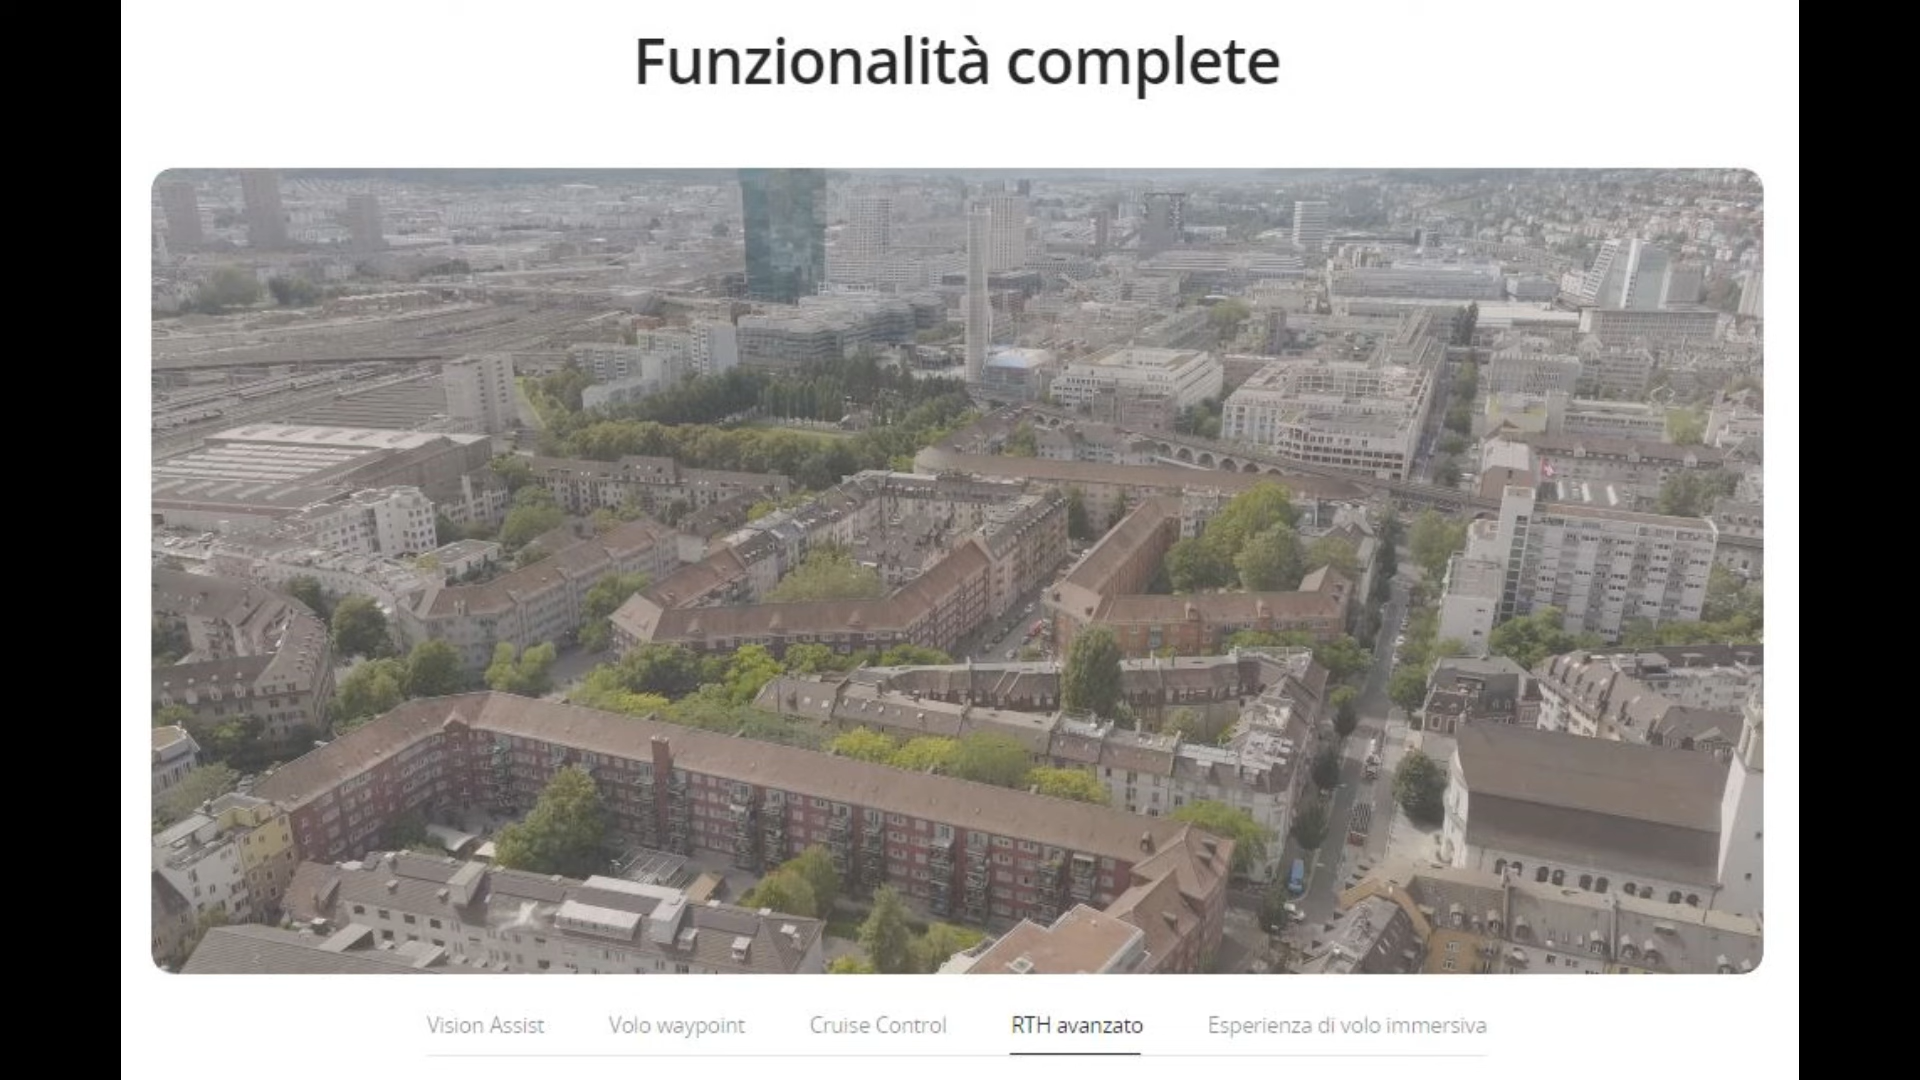 Funzionalità complete
Vision Assist
Volo waypoint
Cruise Control
RTH avanzato
Esperienza di volo immersiva